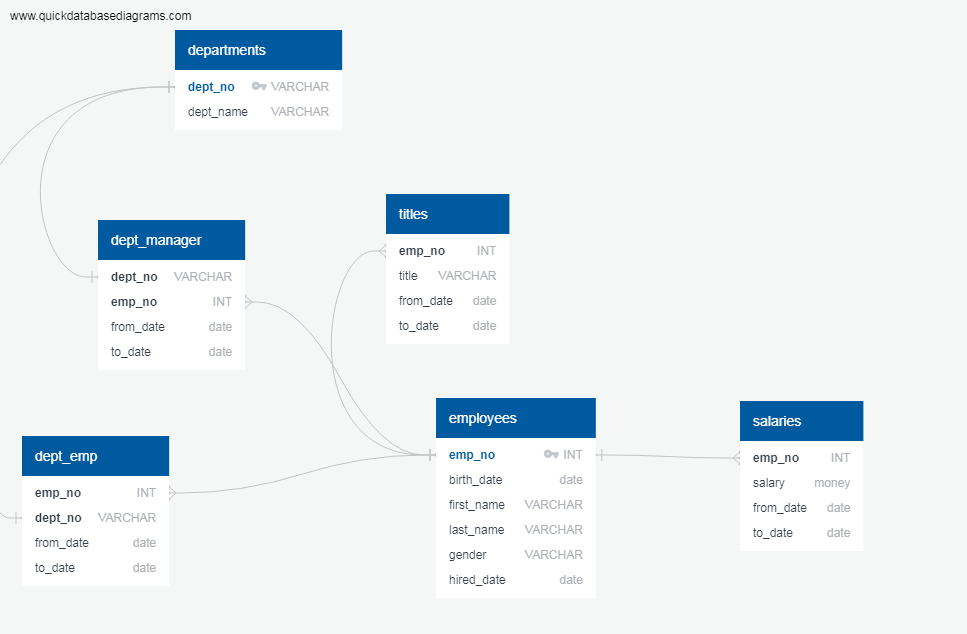 www.quickdatabasediagrams.com
departments
dept_no VARCHAR
dept_name VARCHAR
dept_manager
dept_no VARCHAR
emp_no INT
from_date date
to_date date
titles
emp_no INT
title VARCHAR
from_date date
to_date date
employees
emp_no INT
birth_date date
first_name VARCHAR
last_name VARCHAR
gender VARCHAR
hired_date date
salaries
emp_no INT
salary money
from_date date
to_date date
dept_emp
emp_no INT
dept_no VARCHAR
from_date date
to_date date